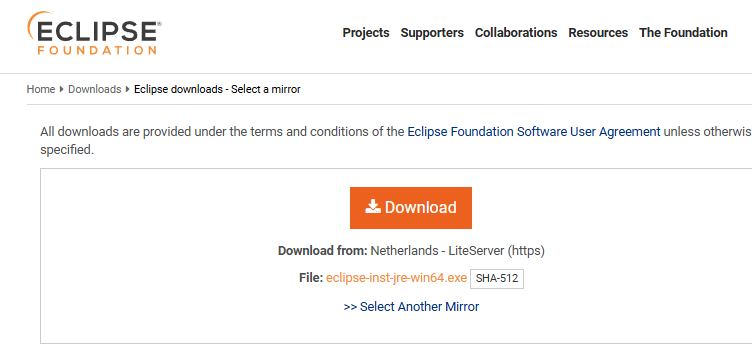 ECLIPSE®
FOUNDATION
Projects Supporters Collaborations Resources The Foundation
Home Downloads Eclipse downloads - Select a mirror
All downloads are provided under the terms and conditions of the Eclipse Foundation Software User Agreement unless otherwis
specified.
Download
Download from: Netherlands - LiteServer (https)
File: eclipse-inst-jre-win64.exe SHA-512
>> Select Another Mirror